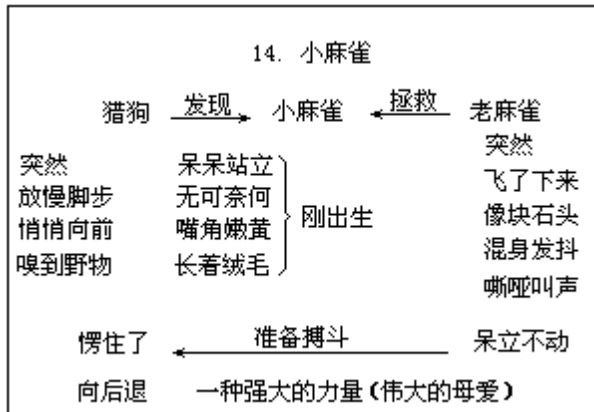 14. 小麻雀
猎狗 发现 小麻雀 拯救 老麻雀
突然 呆呆站立 突然
放慢脚步 无可奈何 飞了下来
悄悄向前 嘴角嫩黄 刚出生 像块石头
嗅到野物 长着绒毛 混身发抖
嘶哑叫声
愣住了 准备搏斗 呆立不动
向后退 一种强大的力量(伟大的母爱)